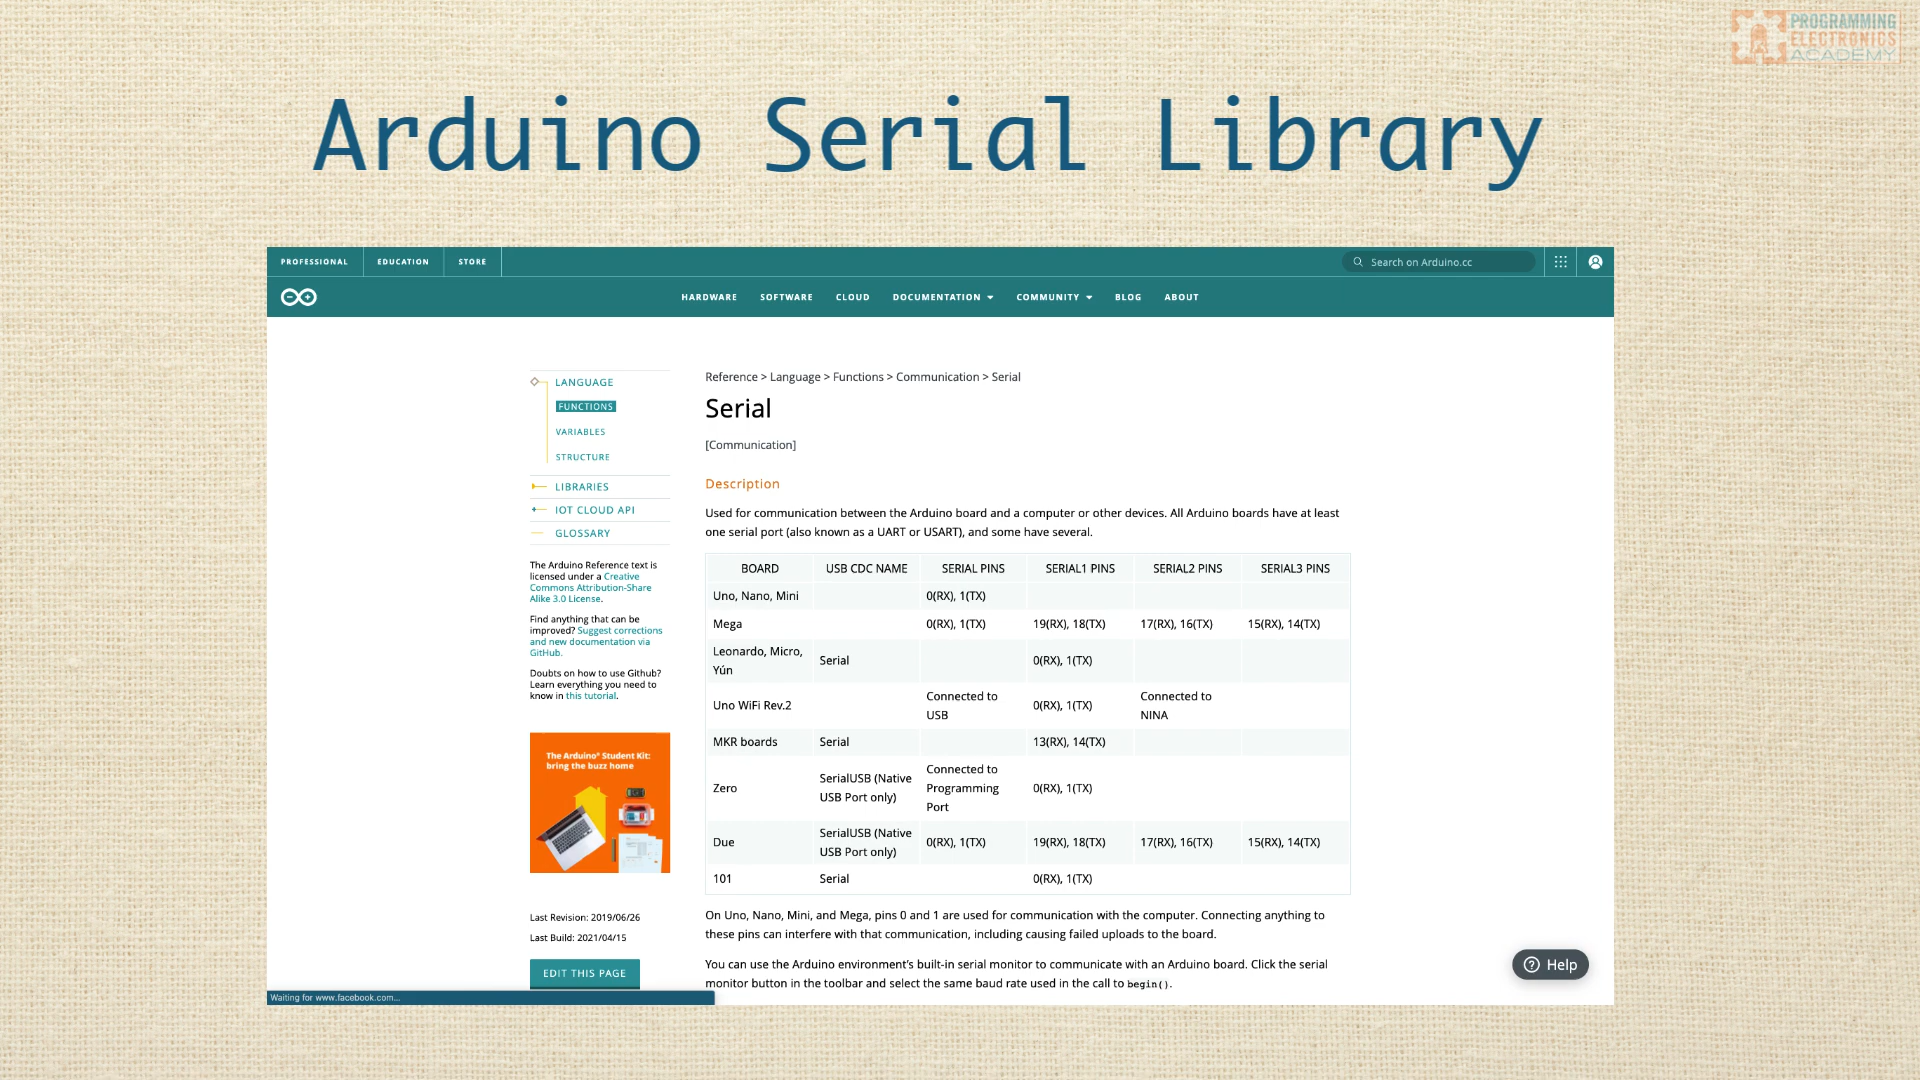 PROGRAMMING
ELECTRONICS
ACADEMY
Arduino Serial Library
PROFESSIONAL EDUCATION STORE Search on Arduino.cc
HARDWARE SOFTWARE CLOUD DOCUMENTATION COMMUNITY BLOG ABOUT
LANGUAGE
FUNCTIONS
VARIABLES
STRUCTURE
LIBRARIES
IOT CLOUD API
GLOSSARY
The Arduino Reference text is
licensed under a Creative
Commons Attribution-Share
Alike 3.0 License.
Find anything that can be
improved? Suggest corrections
and new documentation via
GitHub.
Doubts on how to use Github?
Learn everything you need to
know in this tutorial.
The Arduino® Student Kit:
bring the buzz home
Last Revision: 2019/06/26
Last Build: 2021/04/15
EDIT THIS PAGE
Reference > Language > Functions > Communication > Serial
Serial
[Communication]
Description
Used for communication between the Arduino board and a computer or other devices. All Arduino boards have at least
one serial port (also known as a UART or USART), and some have several.
BOARD USB CDC NAME SERIAL PINS SERIAL1 PINS SERIAL2 PINS SERIAL3 PINS
Uno, Nano, Mini 0(RX), 1(TX)
Mega 0(RX), 1(TX) 19(RX), 18(TX) 17(RX), 16(TX) 15(RX), 14(TX)
Leonardo, Micro,
Yún Serial 0(RX), 1(TX)
Uno WiFi Rev.2 Connected to
USB 0(RX), 1(TX) Connected to
NINA
MKR boards Serial 13(RX), 14(TX)
Zero SerialUSB (Native
USB Port only) Connected to
Programming
Port 0(RX), 1(TX)
Due SerialUSB (Native
USB Port only) 0(RX), 1(TX) 19(RX), 18(TX) 17(RX), 16(TX) 15(RX), 14(TX)
101 Serial 0(RX), 1(TX)
On Uno, Nano, Mini, and Mega, pins 0 and 1 are used for communication with the computer. Connecting anything to
these pins can interfere with that communication, including causing failed uploads to the board.
You can use the Arduino environment's built-in serial monitor to communicate with an Arduino board. Click the serial
monitor button in the toolbar and select the same baud rate used in the call to begin().
Help
Waiting for www.facebook.com...